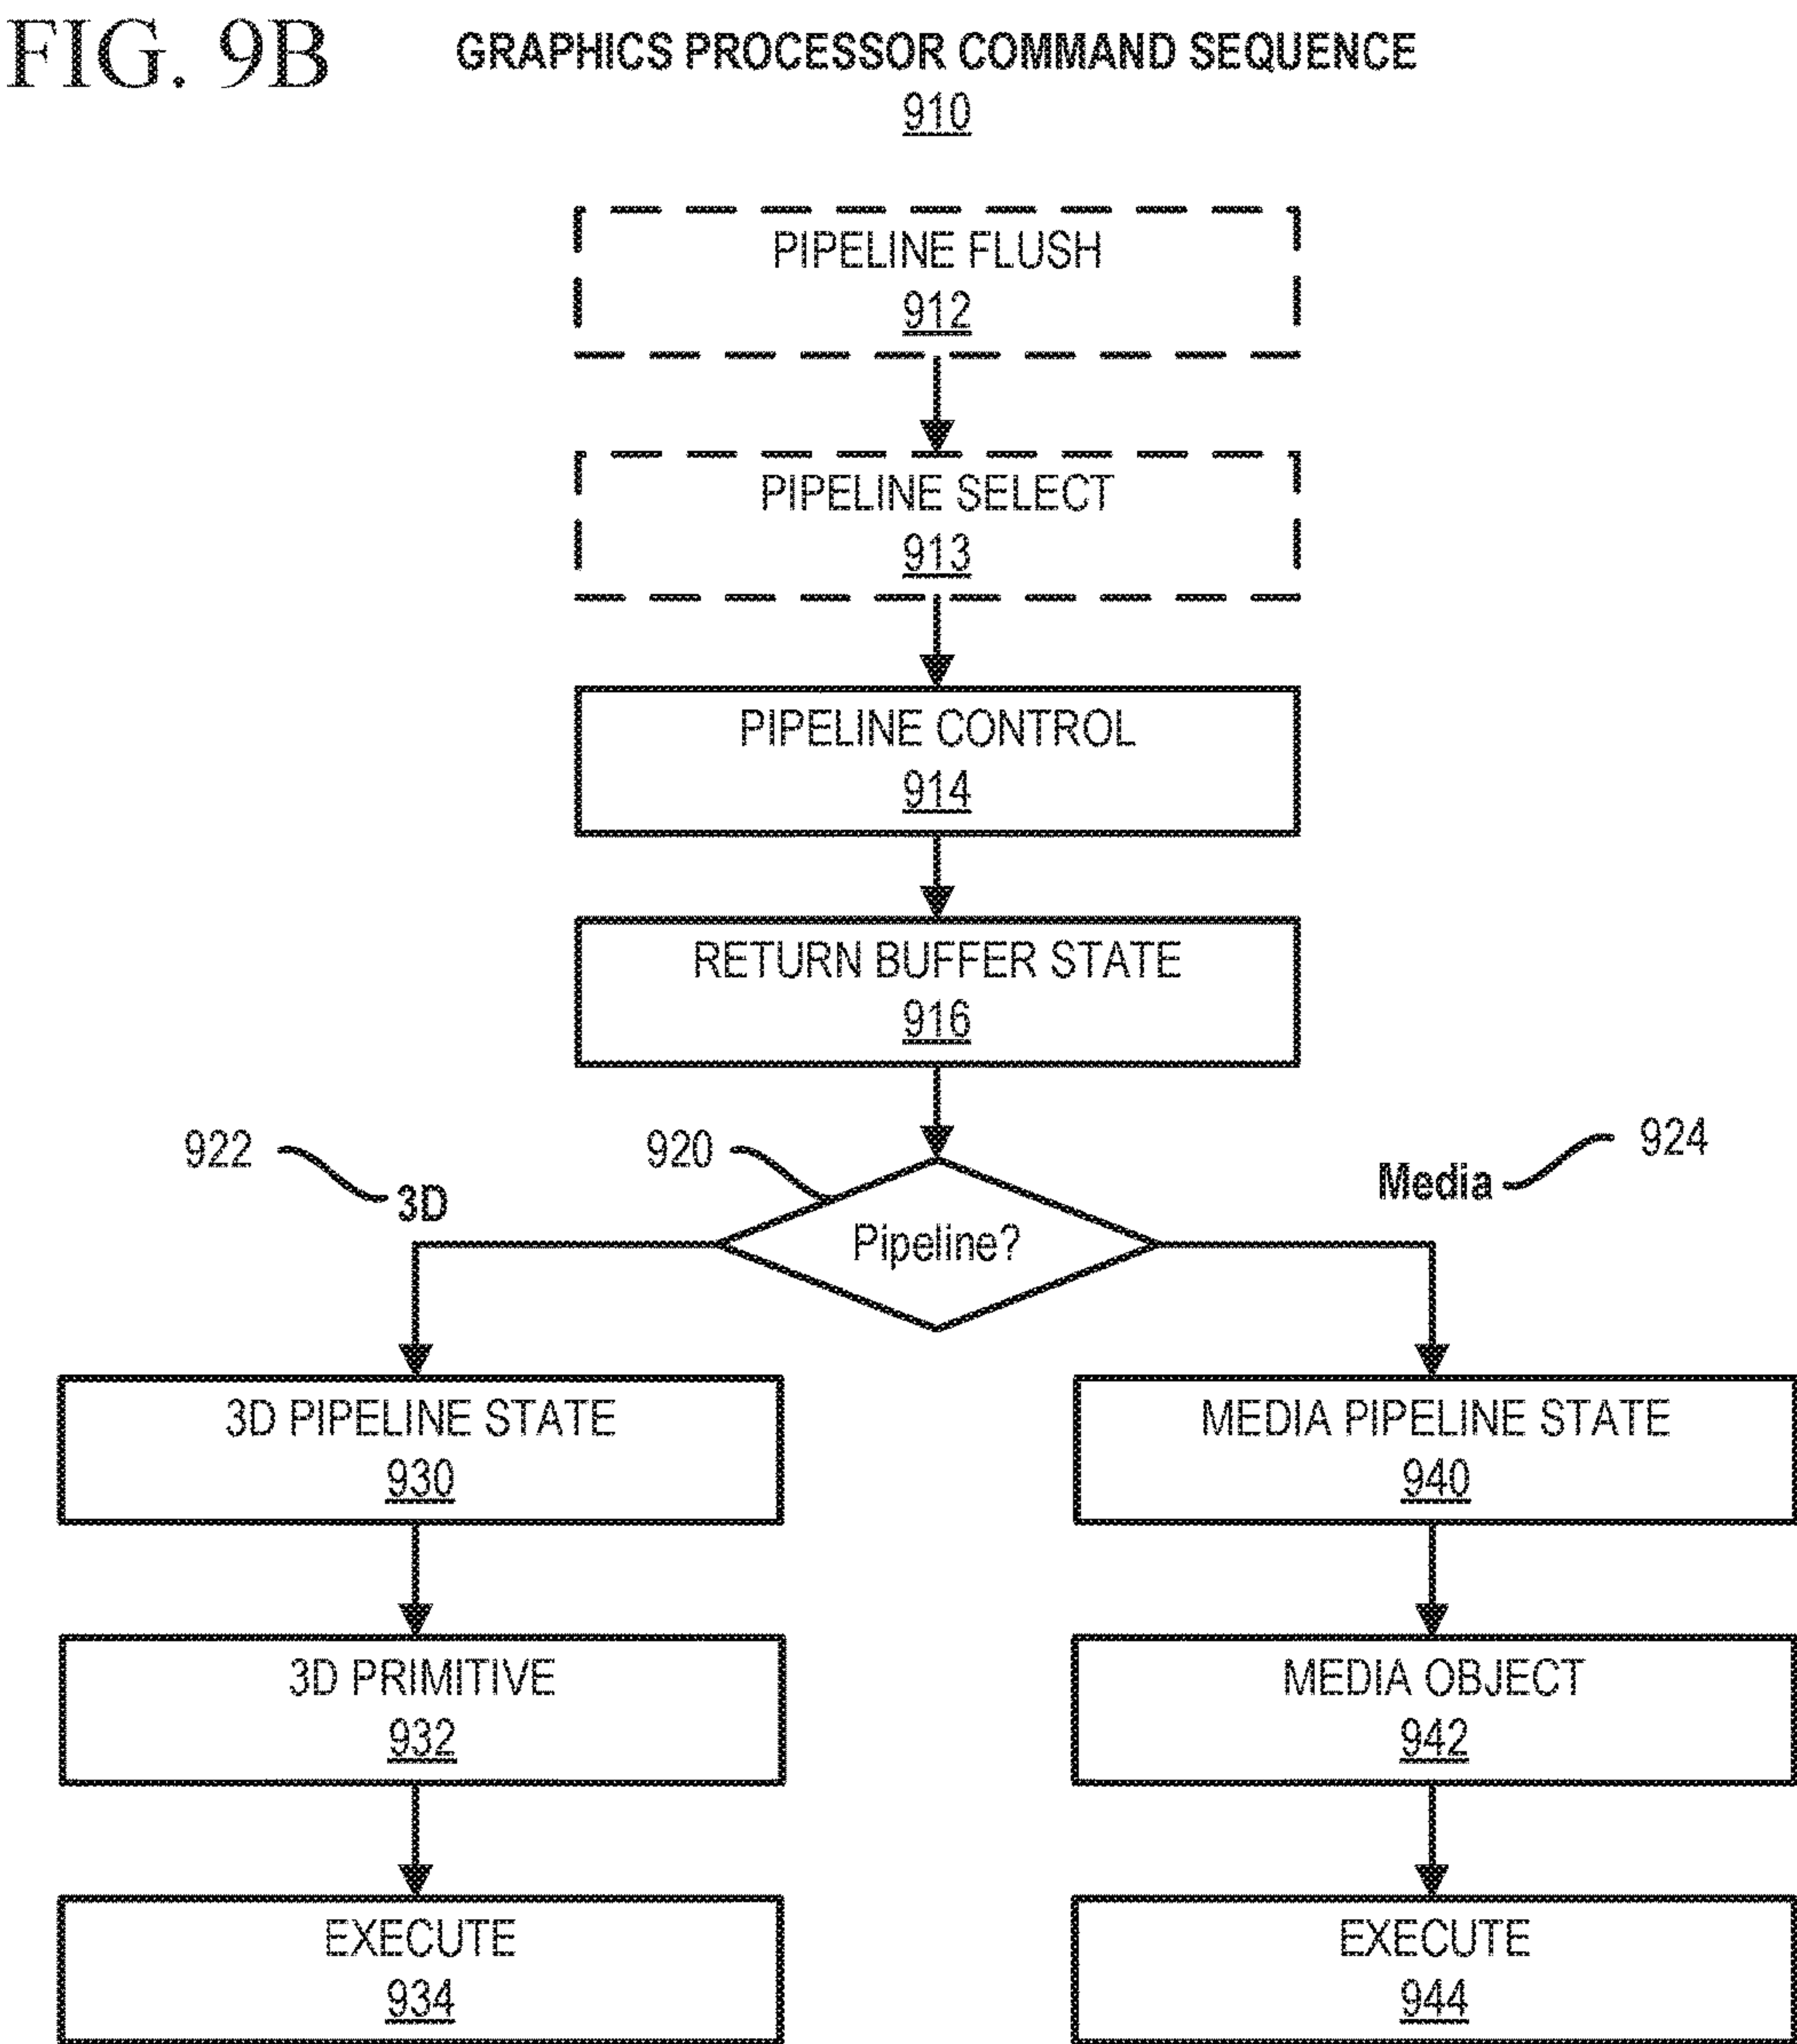 FIG. 9B
GRAPHICS PROCESSOR COMMAND SEQUENCE
910
PIPELINE FLUSH
912
PIPELINE SELECT
913
PIPELINE CONTROL
914
RETURN BUFFER STATE
916
922
3D
920
Pipeline?
Media
924
3D PIPELINE STATE
930
3D PRIMITIVE
932
EXECUTE
934
MEDIA PIPELINE STATE
940
MEDIA OBJECT
942
EXECUTE
944